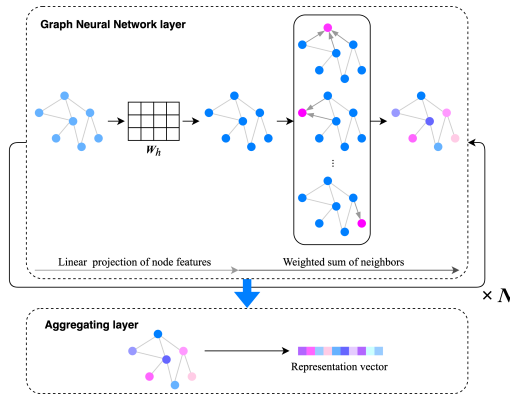 Graph Neural Network layer
W_h
⋮
Linear projection of node features
Weighted sum of neighbors
× N
Aggregating layer
Representation vector